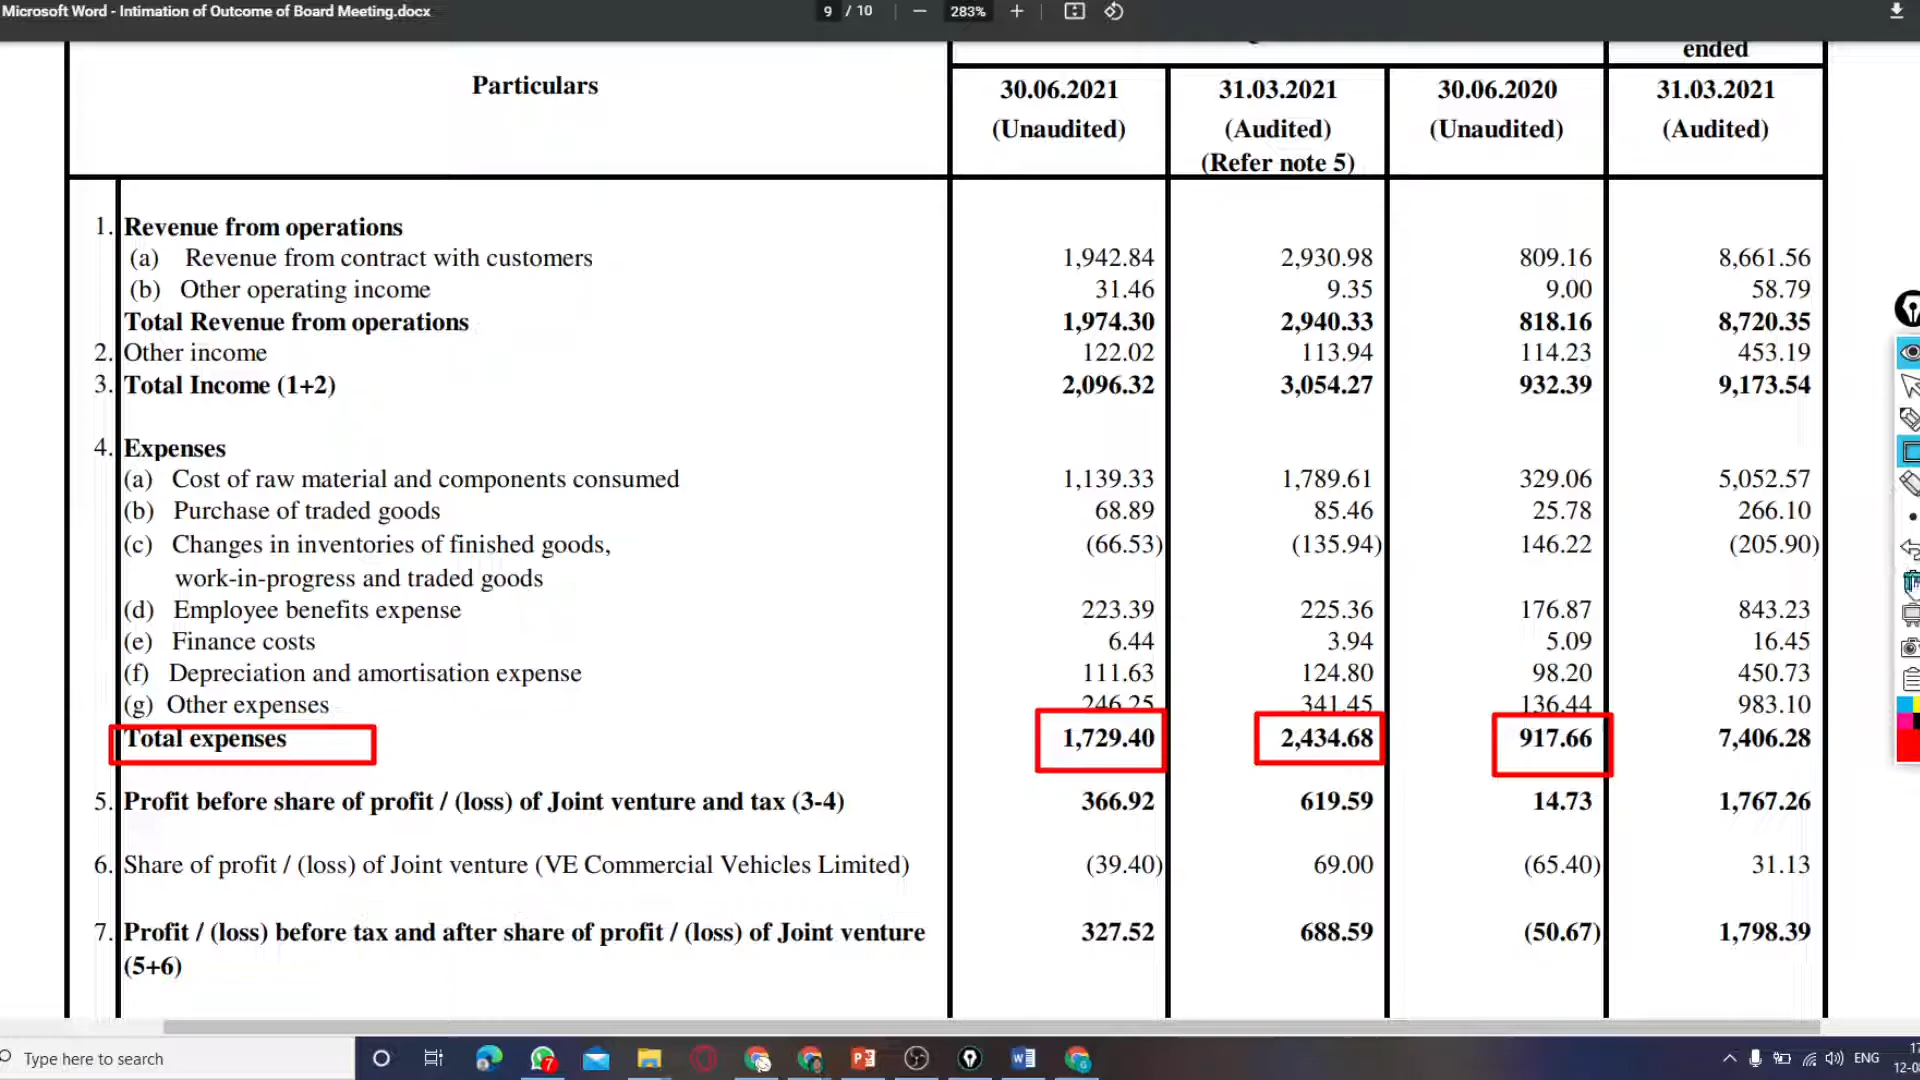 Microsoft Word - Intimation of Outcome of Board Meeting.docx 9 / 10 283%
ended
Particulars 30.06.2021 31.03.2021 30.06.2020 31.03.2021
(Unaudited) (Audited) (Unaudited) (Audited)
(Refer note 5)
1. Revenue from operations
(a) Revenue from contract with customers 1,942.84 2,930.98 809.16 8,661.56
(b) Other operating income 31.46 9.35 9.00 58.79
Total Revenue from operations 1,974.30 2,940.33 818.16 8,720.35
2. Other income 122.02 113.94 114.23 453.19
3. Total Income (1+2) 2,096.32 3,054.27 932.39 9,173.54
4. Expenses
(a) Cost of raw material and components consumed 1,139.33 1,789.61 329.06 5,052.57
(b) Purchase of traded goods 68.89 85.46 25.78 266.10
(c) Changes in inventories of finished goods, (66.53) (135.94) 146.22 (205.90)
work-in-progress and traded goods
(d) Employee benefits expense 223.39 225.36 176.87 843.23
(e) Finance costs 6.44 3.94 5.09 16.45
(f) Depreciation and amortisation expense 111.63 124.80 98.20 450.73
(g) Other expenses 246.25 341.45 136.44 983.10
Total expenses 1,729.40 2,434.68 917.66 7,406.28
5. Profit before share of profit / (loss) of Joint venture and tax (3-4) 366.92 619.59 14.73 1,767.26
6. Share of profit / (loss) of Joint venture (VE Commercial Vehicles Limited) (39.40) 69.00 (65.40) 31.13
7. Profit / (loss) before tax and after share of profit / (loss) of Joint venture 327.52 688.59 (50.67) 1,798.39
(5+6)
Type here to search 7 ENG